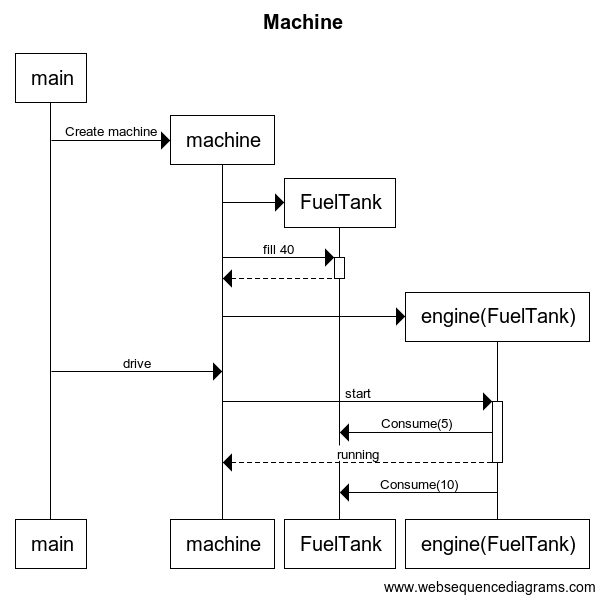 Machine
main
Create machine
machine
FuelTank
fill 40
engine(FuelTank)
drive
start
Consume(5)
running
Consume(10)
main
machine
FuelTank
engine(FuelTank)
www.websequencediagrams.com